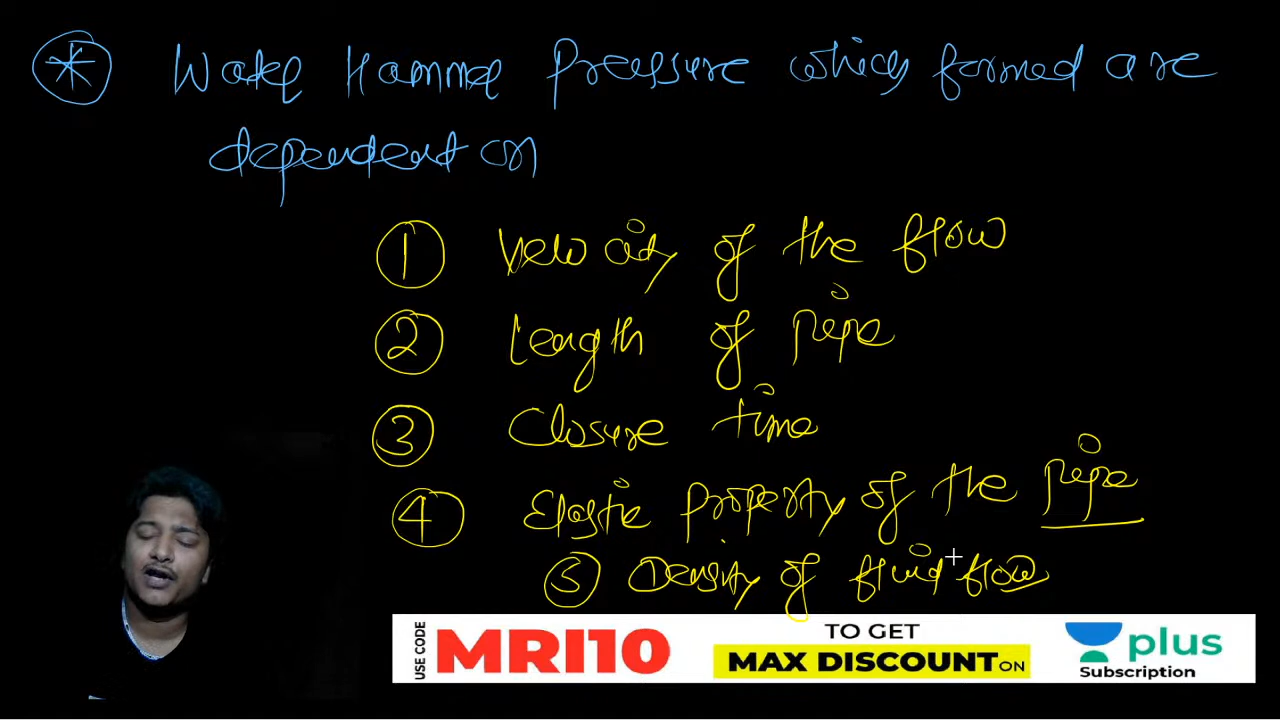 * Water Hammer Pressure which formed are
dependent on
① Velocity of the flow
② Length of pipe
③ Closure time
④ Elastic property of the pipe
⑤ Density of fluid flow
USE CODE
MRI10
TO GET
MAX DISCOUNT ON
plus
Subscription